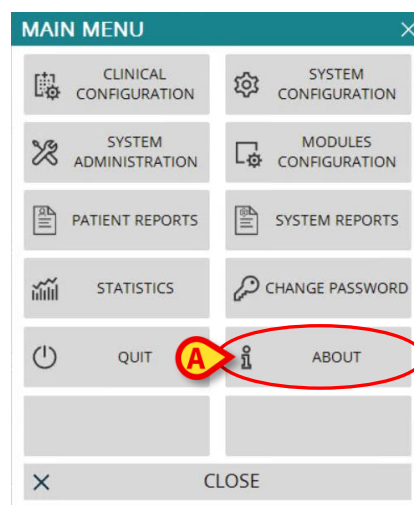 MAIN MENU
CLINICAL
CONFIGURATION
SYSTEM
CONFIGURATION
SYSTEM
ADMINISTRATION
MODULES
CONFIGURATION
PATIENT REPORTS
SYSTEM REPORTS
STATISTICS
CHANGE PASSWORD
QUIT
A
ABOUT
CLOSE